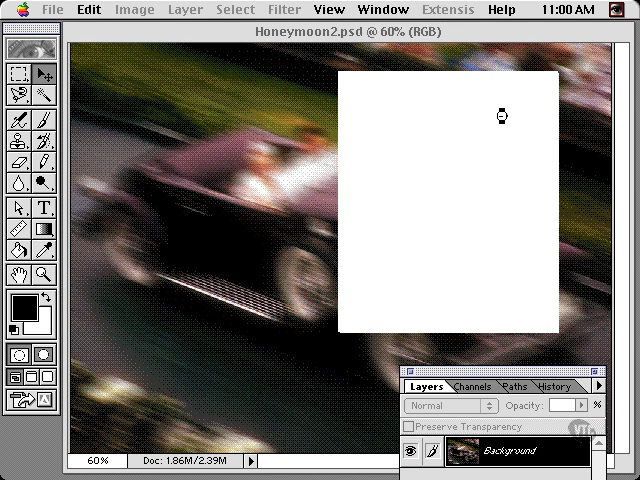 File Edit Image Layer Select Filter View Window Extensis Help 11:00 AM
Honeymoon2.psd @ 60% (RGB)
T
Layers Channels Paths History
Normal Opacity: %
Preserve Transparency
VTC
Background
60% Doc: 1.86M/2.39M